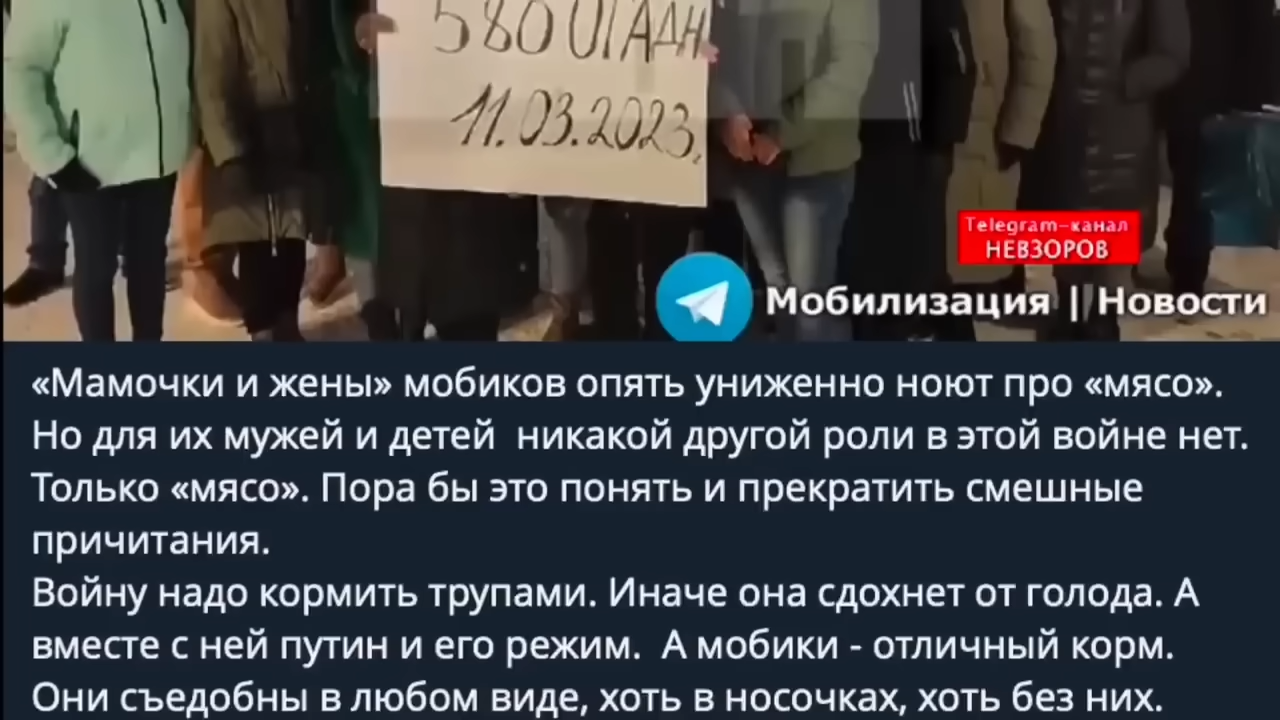 580 ОГАДН
11.03.2023.
Telegram-канал
НЕВЗОРОВ
Мобилизация | Новости
«Мамочки и жены» мобиков опять униженно ноют про «мясо».
Но для их мужей и детей никакой другой роли в этой войне нет.
Только «мясо». Пора бы это понять и прекратить смешные
причитания.
Войну надо кормить трупами. Иначе она сдохнет от голода. А
вместе с ней путин и его режим. А мобики - отличный корм.
Они съедобны в любом виде, хоть в носочках, хоть без них.